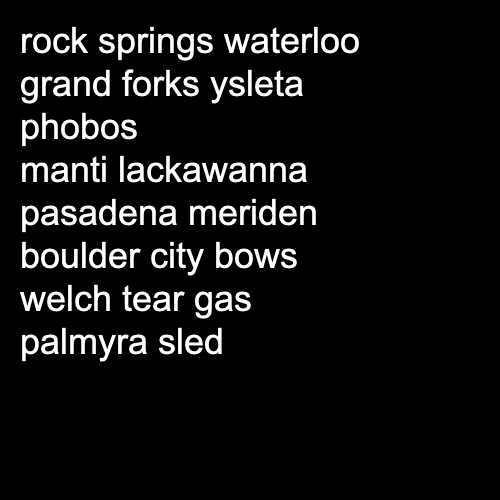 rock springs waterloo
grand forks ysleta
phobos
manti lackawanna
pasadena meriden
boulder city bows
welch tear gas
palmyra sled